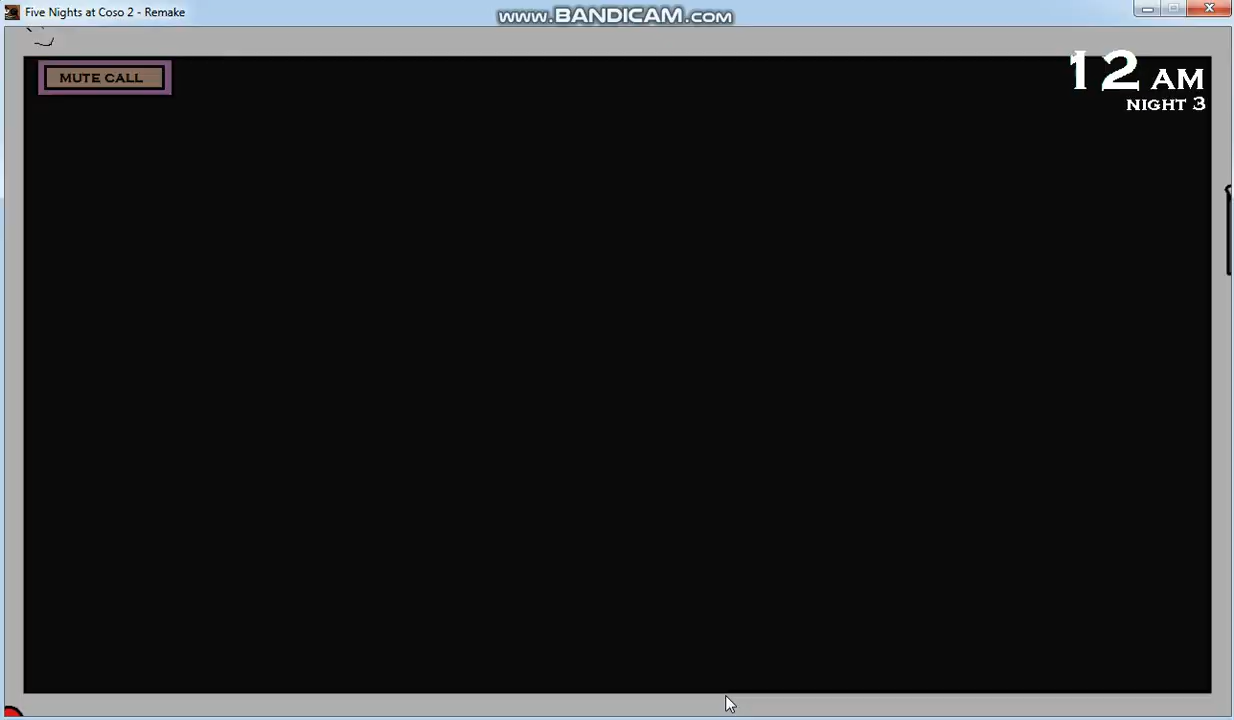 Five Nights at Coso 2 - Remake
www.BANDICAM.com
MUTE CALL
12 AM
NIGHT 3